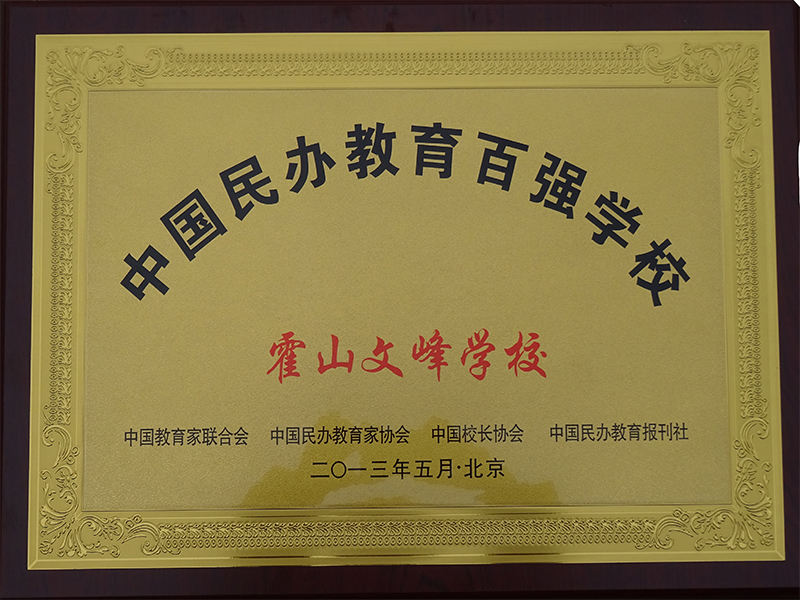 中国民办教育百强学校
霍山文峰学校
中国教育家联合会 中国民办教育家协会 中国校长协会 中国民办教育报刊社
二〇一三年五月·北京